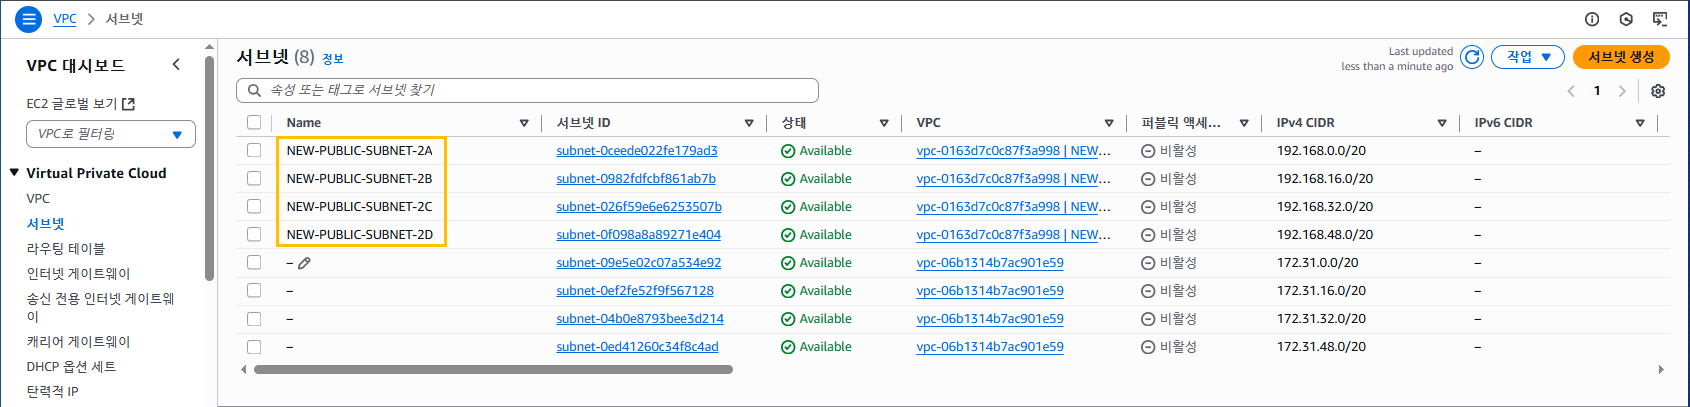 VPC > 서브넷
VPC 대시보드
EC2 글로벌 보기
VPC로 필터링
Virtual Private Cloud
VPC
서브넷
라우팅 테이블
인터넷 게이트웨이
송신 전용 인터넷 게이트웨
이
캐리어 게이트웨이
DHCP 옵션 세트
탄력적 IP
서브넷 (8) 정보
Last updated
less than a minute ago
작업
서브넷 생성
속성 또는 태그로 서브넷 찾기
1
Name 서브넷 ID 상태 VPC 퍼블릭 액세... IPv4 CIDR IPv6 CIDR
NEW-PUBLIC-SUBNET-2A subnet-0ceede022fe179ad3 Available vpc-0163d7c0c87f3a998 | NEW... 비활성 192.168.0.0/20 –
NEW-PUBLIC-SUBNET-2B subnet-0982fdfcbf861ab7b Available vpc-0163d7c0c87f3a998 | NEW... 비활성 192.168.16.0/20 –
NEW-PUBLIC-SUBNET-2C subnet-026f59e6e6253507b Available vpc-0163d7c0c87f3a998 | NEW... 비활성 192.168.32.0/20 –
NEW-PUBLIC-SUBNET-2D subnet-0f098a8a89271e404 Available vpc-0163d7c0c87f3a998 | NEW... 비활성 192.168.48.0/20 –
– subnet-09e5e02c07a534e92 Available vpc-06b1314b7ac901e59 비활성 172.31.0.0/20 –
– subnet-0ef2fe52f9f567128 Available vpc-06b1314b7ac901e59 비활성 172.31.16.0/20 –
– subnet-04b0e8793bee3d214 Available vpc-06b1314b7ac901e59 비활성 172.31.32.0/20 –
– subnet-0ed41260c34f8c4ad Available vpc-06b1314b7ac901e59 비활성 172.31.48.0/20 –